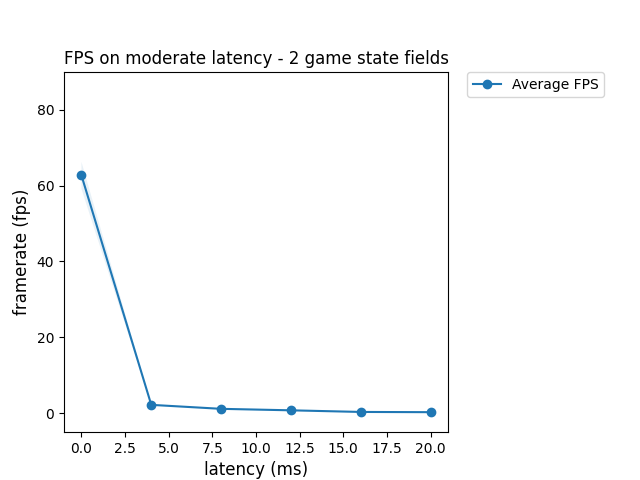 FPS on moderate latency - 2 game state fields
Average FPS
80
60
40
20
0
framerate (fps)
0.0 2.5 5.0 7.5 10.0 12.5 15.0 17.5 20.0
latency (ms)